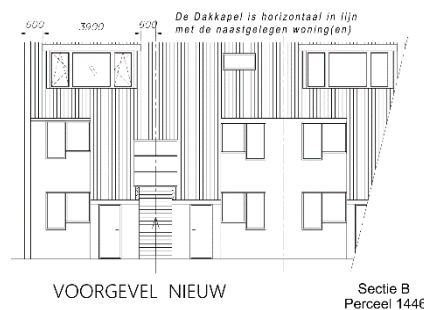 De Dakkapel is horizontaal in lijn
met de naastgelegen woning(en)
600 3900 600
VOORGEVEL NIEUW
Sectie B
Perceel 1446